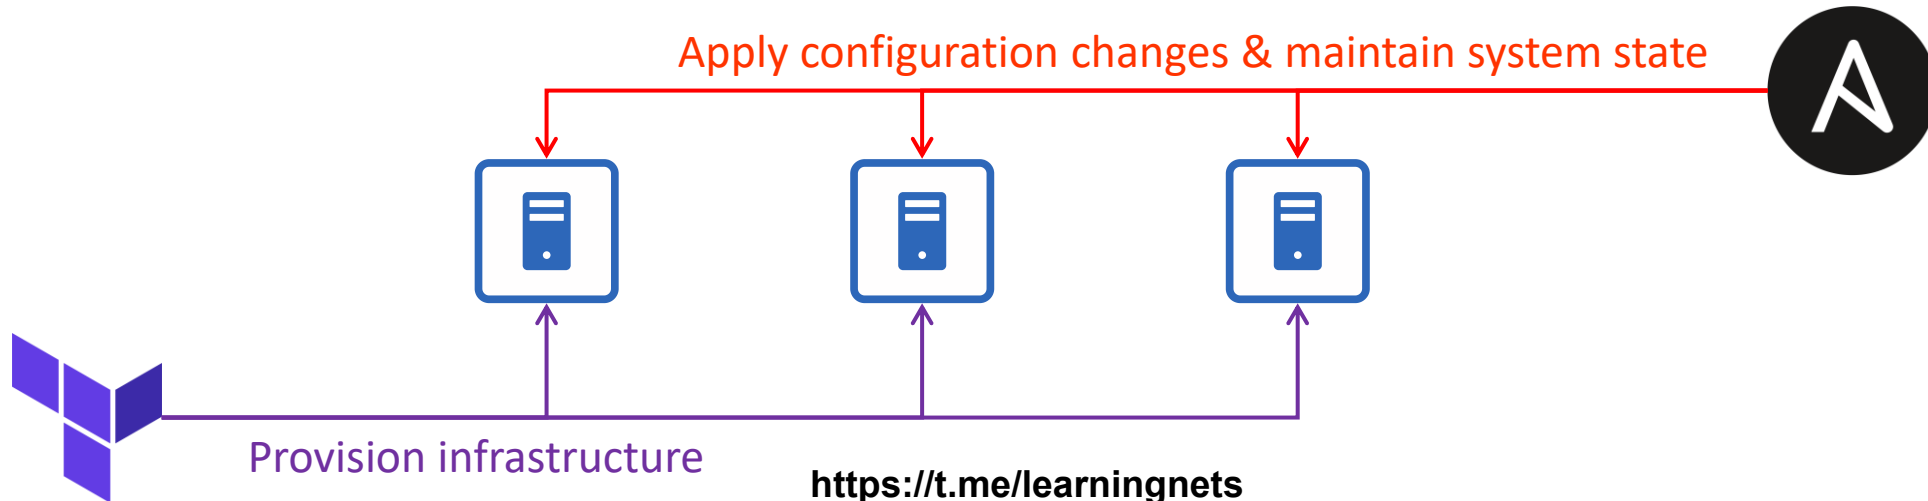 Apply configuration changes & maintain system state
Provision infrastructure
https://t.me/learningnets